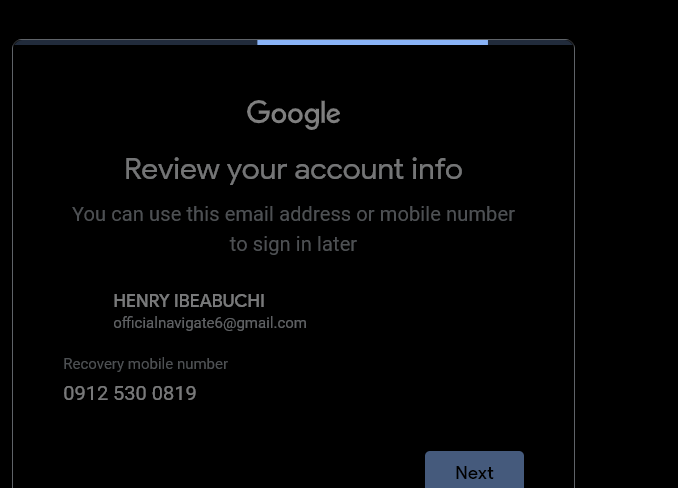 Google
Review your account info
You can use this email address or mobile number
to sign in later
HENRY IBEABUCHI
officialnavigate6@gmail.com
Recovery mobile number
0912 530 0819
Next